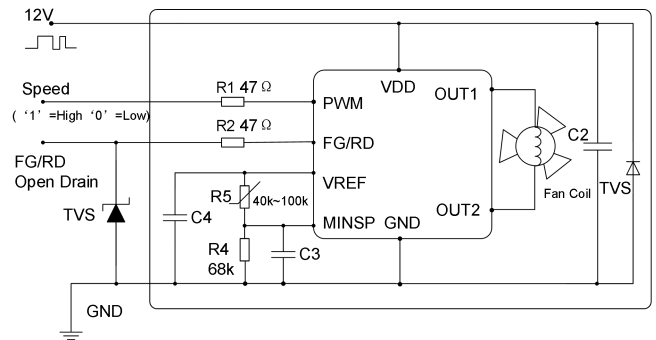 12V
Speed
( ‘1’ =High ‘0’ =Low)
R1 47 Ω
R2 47 Ω
FG/RD
Open Drain
TVS
GND
C4
R5
40k~100k
R4
68k
C3
VDD
PWM
FG/RD
VREF
MINSP
GND
OUT1
OUT2
Fan Coil
C2
TVS